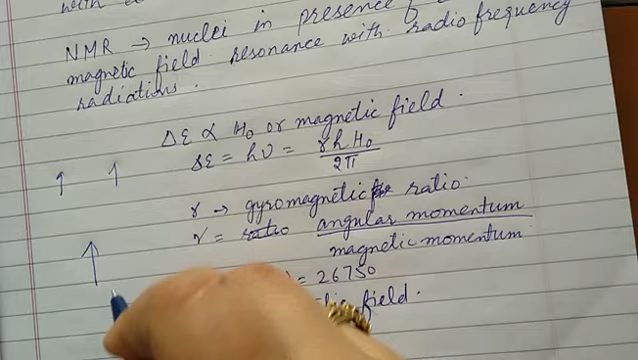 NMR → nuclei in presence
magnetic field resonance with radio frequency
radiations.
ΔE ∝ H₀ or magnetic field.
ΔE = hν = γhH₀/2π
γ → gyromagnetic ratio.
γ = ratio angular momentum / magnetic momentum
= 26750
field.